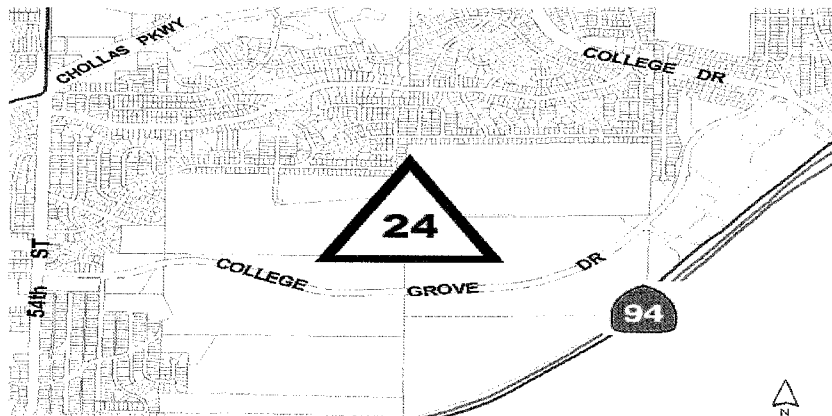 CHOLLAS PKWY
COLLEGE DR
24
54th ST
COLLEGE GROVE DR
94
N